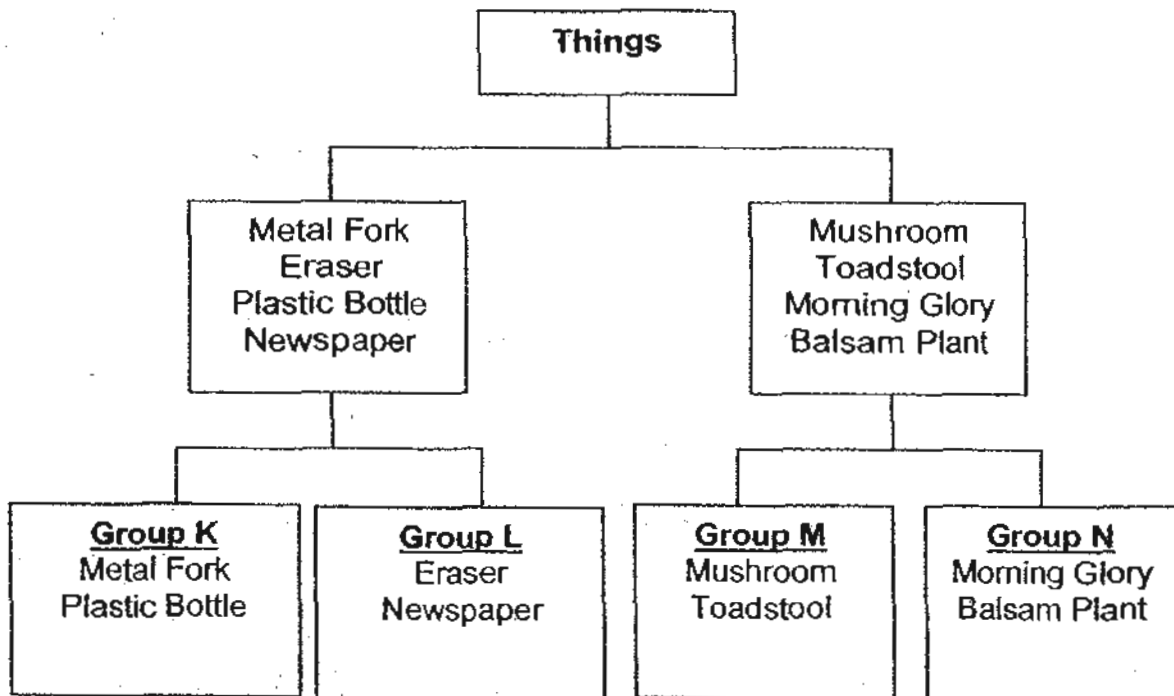 Things
Metal Fork
Eraser
Plastic Bottle
Newspaper
Mushroom
Toadstool
Morning Glory
Balsam Plant
Group K
Metal Fork
Plastic Bottle
Group L
Eraser
Newspaper
Group M
Mushroom
Toadstool
Group N
Morning Glory
Balsam Plant